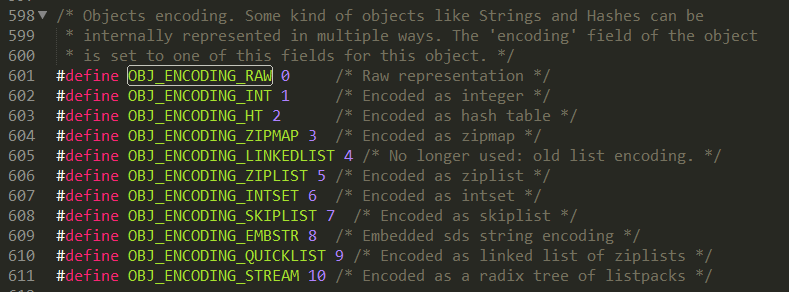 598 /* Objects encoding. Some kind of objects like Strings and Hashes can be
599  * internally represented in multiple ways. The 'encoding' field of the object
600  * is set to one of this fields for this object. */
601 #define OBJ_ENCODING_RAW 0     /* Raw representation */
602 #define OBJ_ENCODING_INT 1     /* Encoded as integer */
603 #define OBJ_ENCODING_HT 2      /* Encoded as hash table */
604 #define OBJ_ENCODING_ZIPMAP 3  /* Encoded as zipmap */
605 #define OBJ_ENCODING_LINKEDLIST 4 /* No longer used: old list encoding. */
606 #define OBJ_ENCODING_ZIPLIST 5 /* Encoded as ziplist */
607 #define OBJ_ENCODING_INTSET 6  /* Encoded as intset */
608 #define OBJ_ENCODING_SKIPLIST 7  /* Encoded as skiplist */
609 #define OBJ_ENCODING_EMBSTR 8  /* Embedded sds string encoding */
610 #define OBJ_ENCODING_QUICKLIST 9 /* Encoded as linked list of ziplists */
611 #define OBJ_ENCODING_STREAM 10 /* Encoded as a radix tree of listpacks */